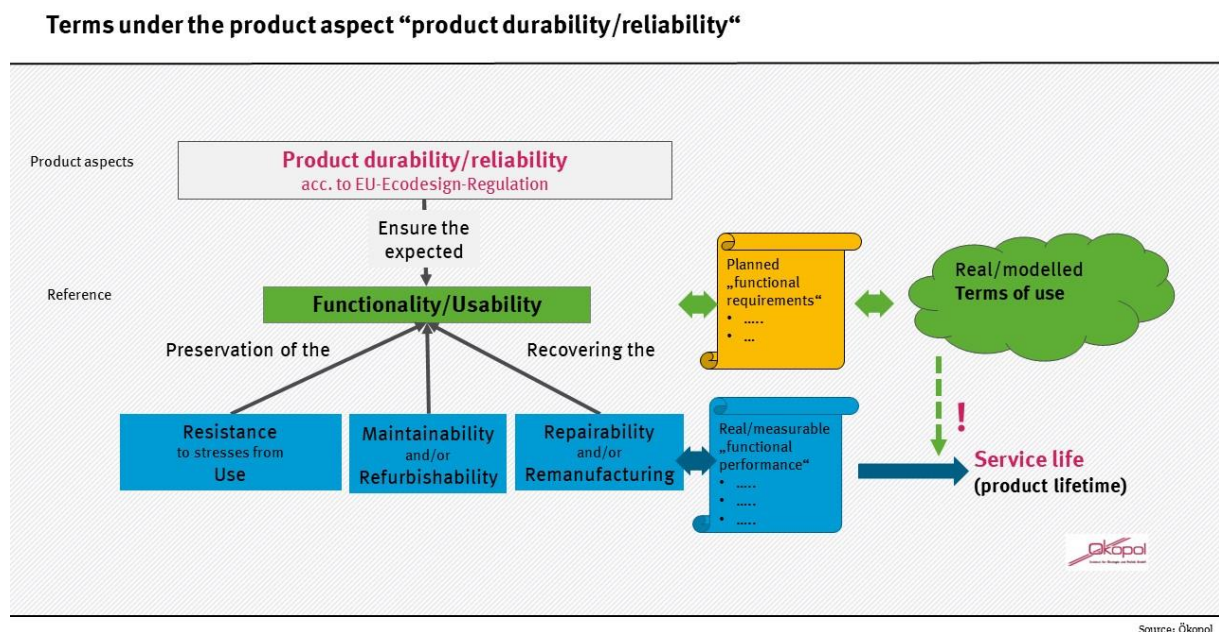 Terms under the product aspect “product durability/reliability“
Product aspects
Product durability/reliability
acc. to EU-Ecodesign-Regulation
Ensure the
expected
Reference
Functionality/Usability
Planned
„functional
requirements“
• .....
• ...
Real/modelled
Terms of use
Preservation of the
Recovering the
Resistance
to stresses from
Use
Maintainability
and/or
Refurbishability
Repairability
and/or
Remanufacturing
Real/measurable
„functional
performance“
• .....
• .....
• .....
!
Service life
(product lifetime)
Ökopol
Source: Ökopol